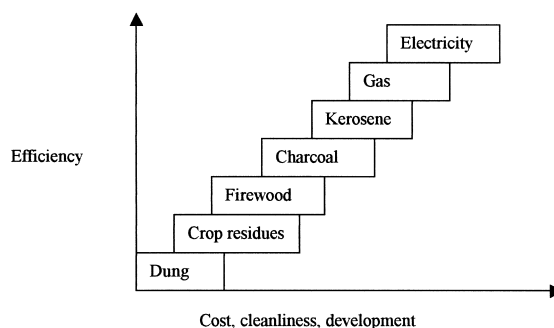 Electricity
Gas
Kerosene
Efficiency
Charcoal
Firewood
Crop residues
Dung
Cost, cleanliness, development